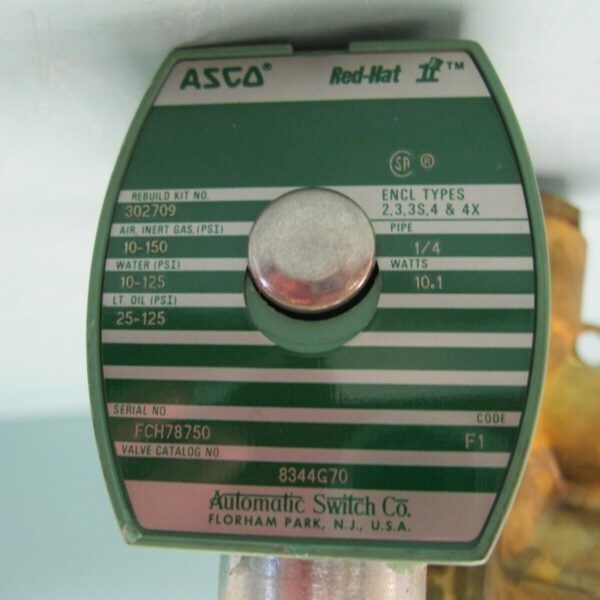 ASCO® Red-Hat II™
SA ®
REBUILD KIT NO. ENCL TYPES
302709 2,3,3S,4 & 4X
AIR, INERT GAS, (PSI) PIPE
10-150 1/4
WATER (PSI) WATTS
10-125 10.1
LT. OIL (PSI)
25-125
SERIAL NO. CODE
FCH78750 F1
VALVE CATALOG NO.
8344G70
Automatic Switch Co.
FLORHAM PARK, N.J., U.S.A.